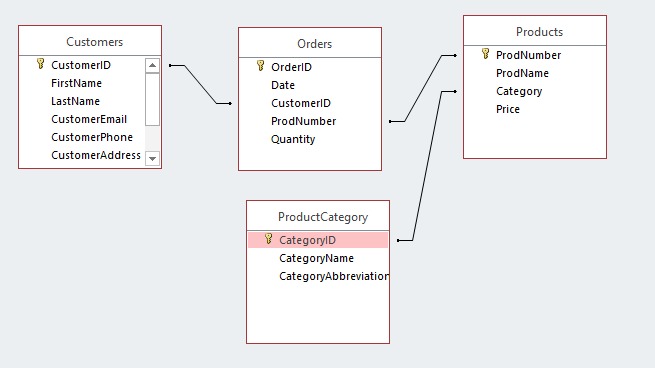 Customers
CustomerID
FirstName
LastName
CustomerEmail
CustomerPhone
CustomerAddress
Orders
OrderID
Date
CustomerID
ProdNumber
Quantity
Products
ProdNumber
ProdName
Category
Price
ProductCategory
CategoryID
CategoryName
CategoryAbbreviation